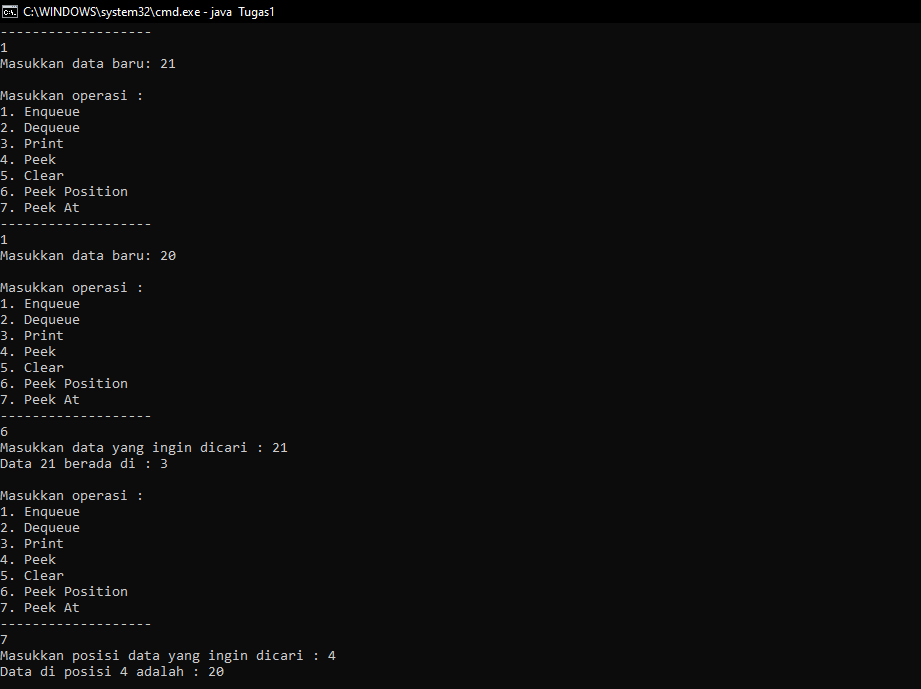 C:\WINDOWS\system32\cmd.exe - java  Tugas1
-------------------
1
Masukkan data baru: 21
Masukkan operasi :
1. Enqueue
2. Dequeue
3. Print
4. Peek
5. Clear
6. Peek Position
7. Peek At
-------------------
1
Masukkan data baru: 20
Masukkan operasi :
1. Enqueue
2. Dequeue
3. Print
4. Peek
5. Clear
6. Peek Position
7. Peek At
-------------------
6
Masukkan data yang ingin dicari : 21
Data 21 berada di : 3
Masukkan operasi :
1. Enqueue
2. Dequeue
3. Print
4. Peek
5. Clear
6. Peek Position
7. Peek At
-------------------
7
Masukkan posisi data yang ingin dicari : 4
Data di posisi 4 adalah : 20